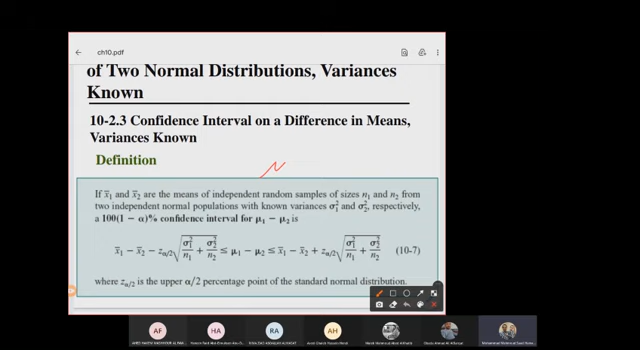 ch10.pdf
of Two Normal Distributions, Variances
Known
10-2.3 Confidence Interval on a Difference in Means,
Variances Known
Definition
If x̄₁ and x̄₂ are the means of independent random samples of sizes n₁ and n₂ from
two independent normal populations with known variances σ₁² and σ₂², respectively,
a 100(1 − α)% confidence interval for μ₁ − μ₂ is
x̄₁ − x̄₂ − z_{α/2}√(σ₁²/n₁ + σ₂²/n₂) ≤ μ₁ − μ₂ ≤ x̄₁ − x̄₂ + z_{α/2}√(σ₁²/n₁ + σ₂²/n₂) (10-7)
where z_{α/2} is the upper α/2 percentage point of the standard normal distribution.
AF HA RA AH